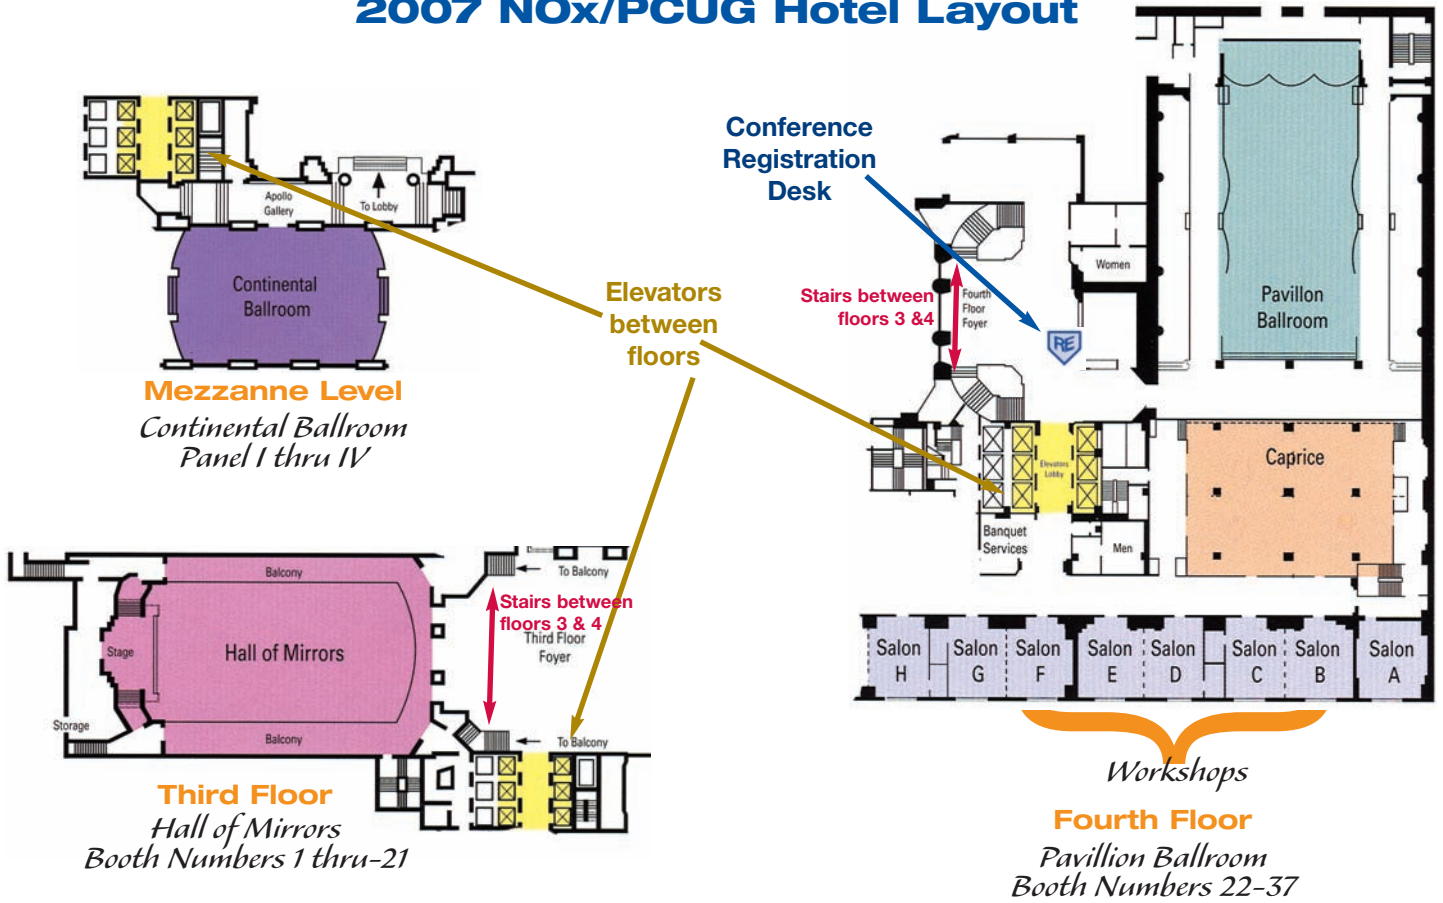 2007 NOx/PCUG Hotel Layout
Apollo
Gallery
To Lobby
Continental
Ballroom
Mezzanne Level
Continental Ballroom
Panel I thru IV
Elevators
between
floors
Conference
Registration
Desk
Women
Stairs between
floors 3 &4
Fourth
Floor
Foyer
RE
Pavillon
Ballroom
Elevators
Lobby
Caprice
Banquet
Services
Men
Salon
H
Salon
G
Salon
F
Salon
E
Salon
D
Salon
C
Salon
B
Salon
A
Workshops
Fourth Floor
Pavillion Ballroom
Booth Numbers 22-37
Balcony
To Balcony
Stairs between
floors 3 & 4
Third Floor
Foyer
Stage
Hall of Mirrors
Storage
Balcony
To Balcony
Third Floor
Hall of Mirrors
Booth Numbers 1 thru-21